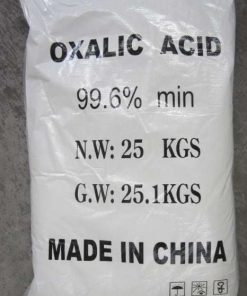 OXALIC ACID
99.6% min
N.W: 25 KGS
G.W: 25.1KGS
MADE IN CHINA